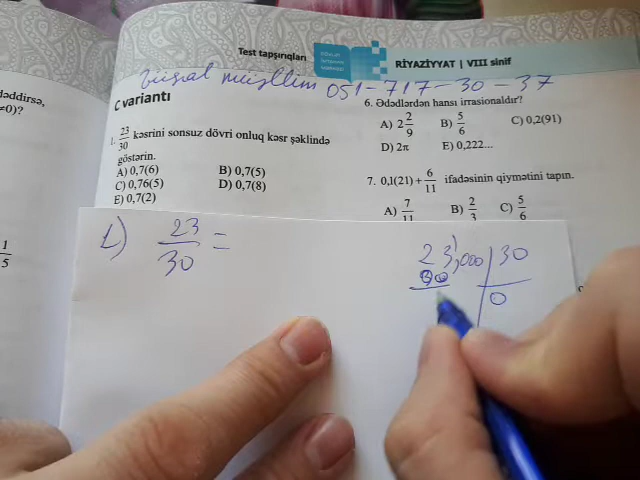 Test tapşırıqları
RİYAZİYYAT | VIII sinif
müəllim 051-717-30-37
C variantı
1. 23/30 kəsrini sonsuz dövri onluq kəsr şəklində
göstərin.
A) 0,7(6) B) 0,7(5)
C) 0,76(5) D) 0,7(8)
E) 0,7(2)
6. Ədədlərdən hansı irrasionaldır?
A) 2 2/9 B) 5/6 C) 0,2(91)
D) 2π E) 0,222...
7. 0,1(21) + 6/11 ifadəsinin qiymətini tapın.
A) 7/11 B) 2/3 C) 5/6
1) 23/30 =
23,000 | 30
0
≠0)?
1/5